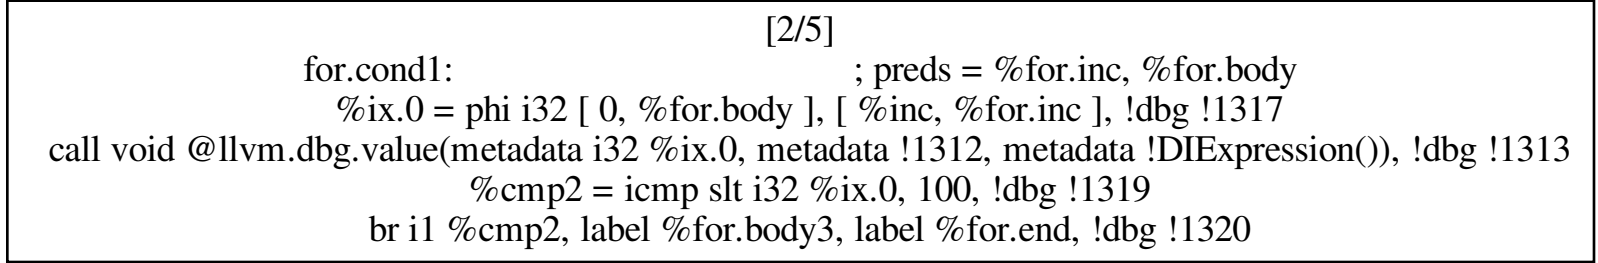 [2/5]
for.cond1: ; preds = %for.inc, %for.body
%ix.0 = phi i32 [ 0, %for.body ], [ %inc, %for.inc ], !dbg !1317
call void @llvm.dbg.value(metadata i32 %ix.0, metadata !1312, metadata !DIExpression()), !dbg !1313
%cmp2 = icmp slt i32 %ix.0, 100, !dbg !1319
br i1 %cmp2, label %for.body3, label %for.end, !dbg !1320